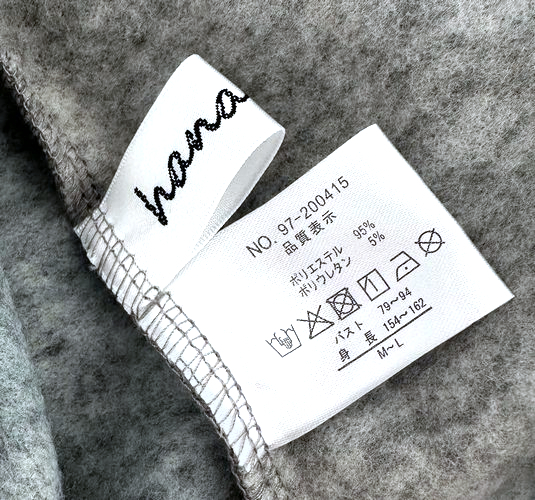 hana
NO. 97-200415
品質表示
ポリエステル 95%
ポリウレタン 5%
バスト 79~94
身長 154~162
M~L